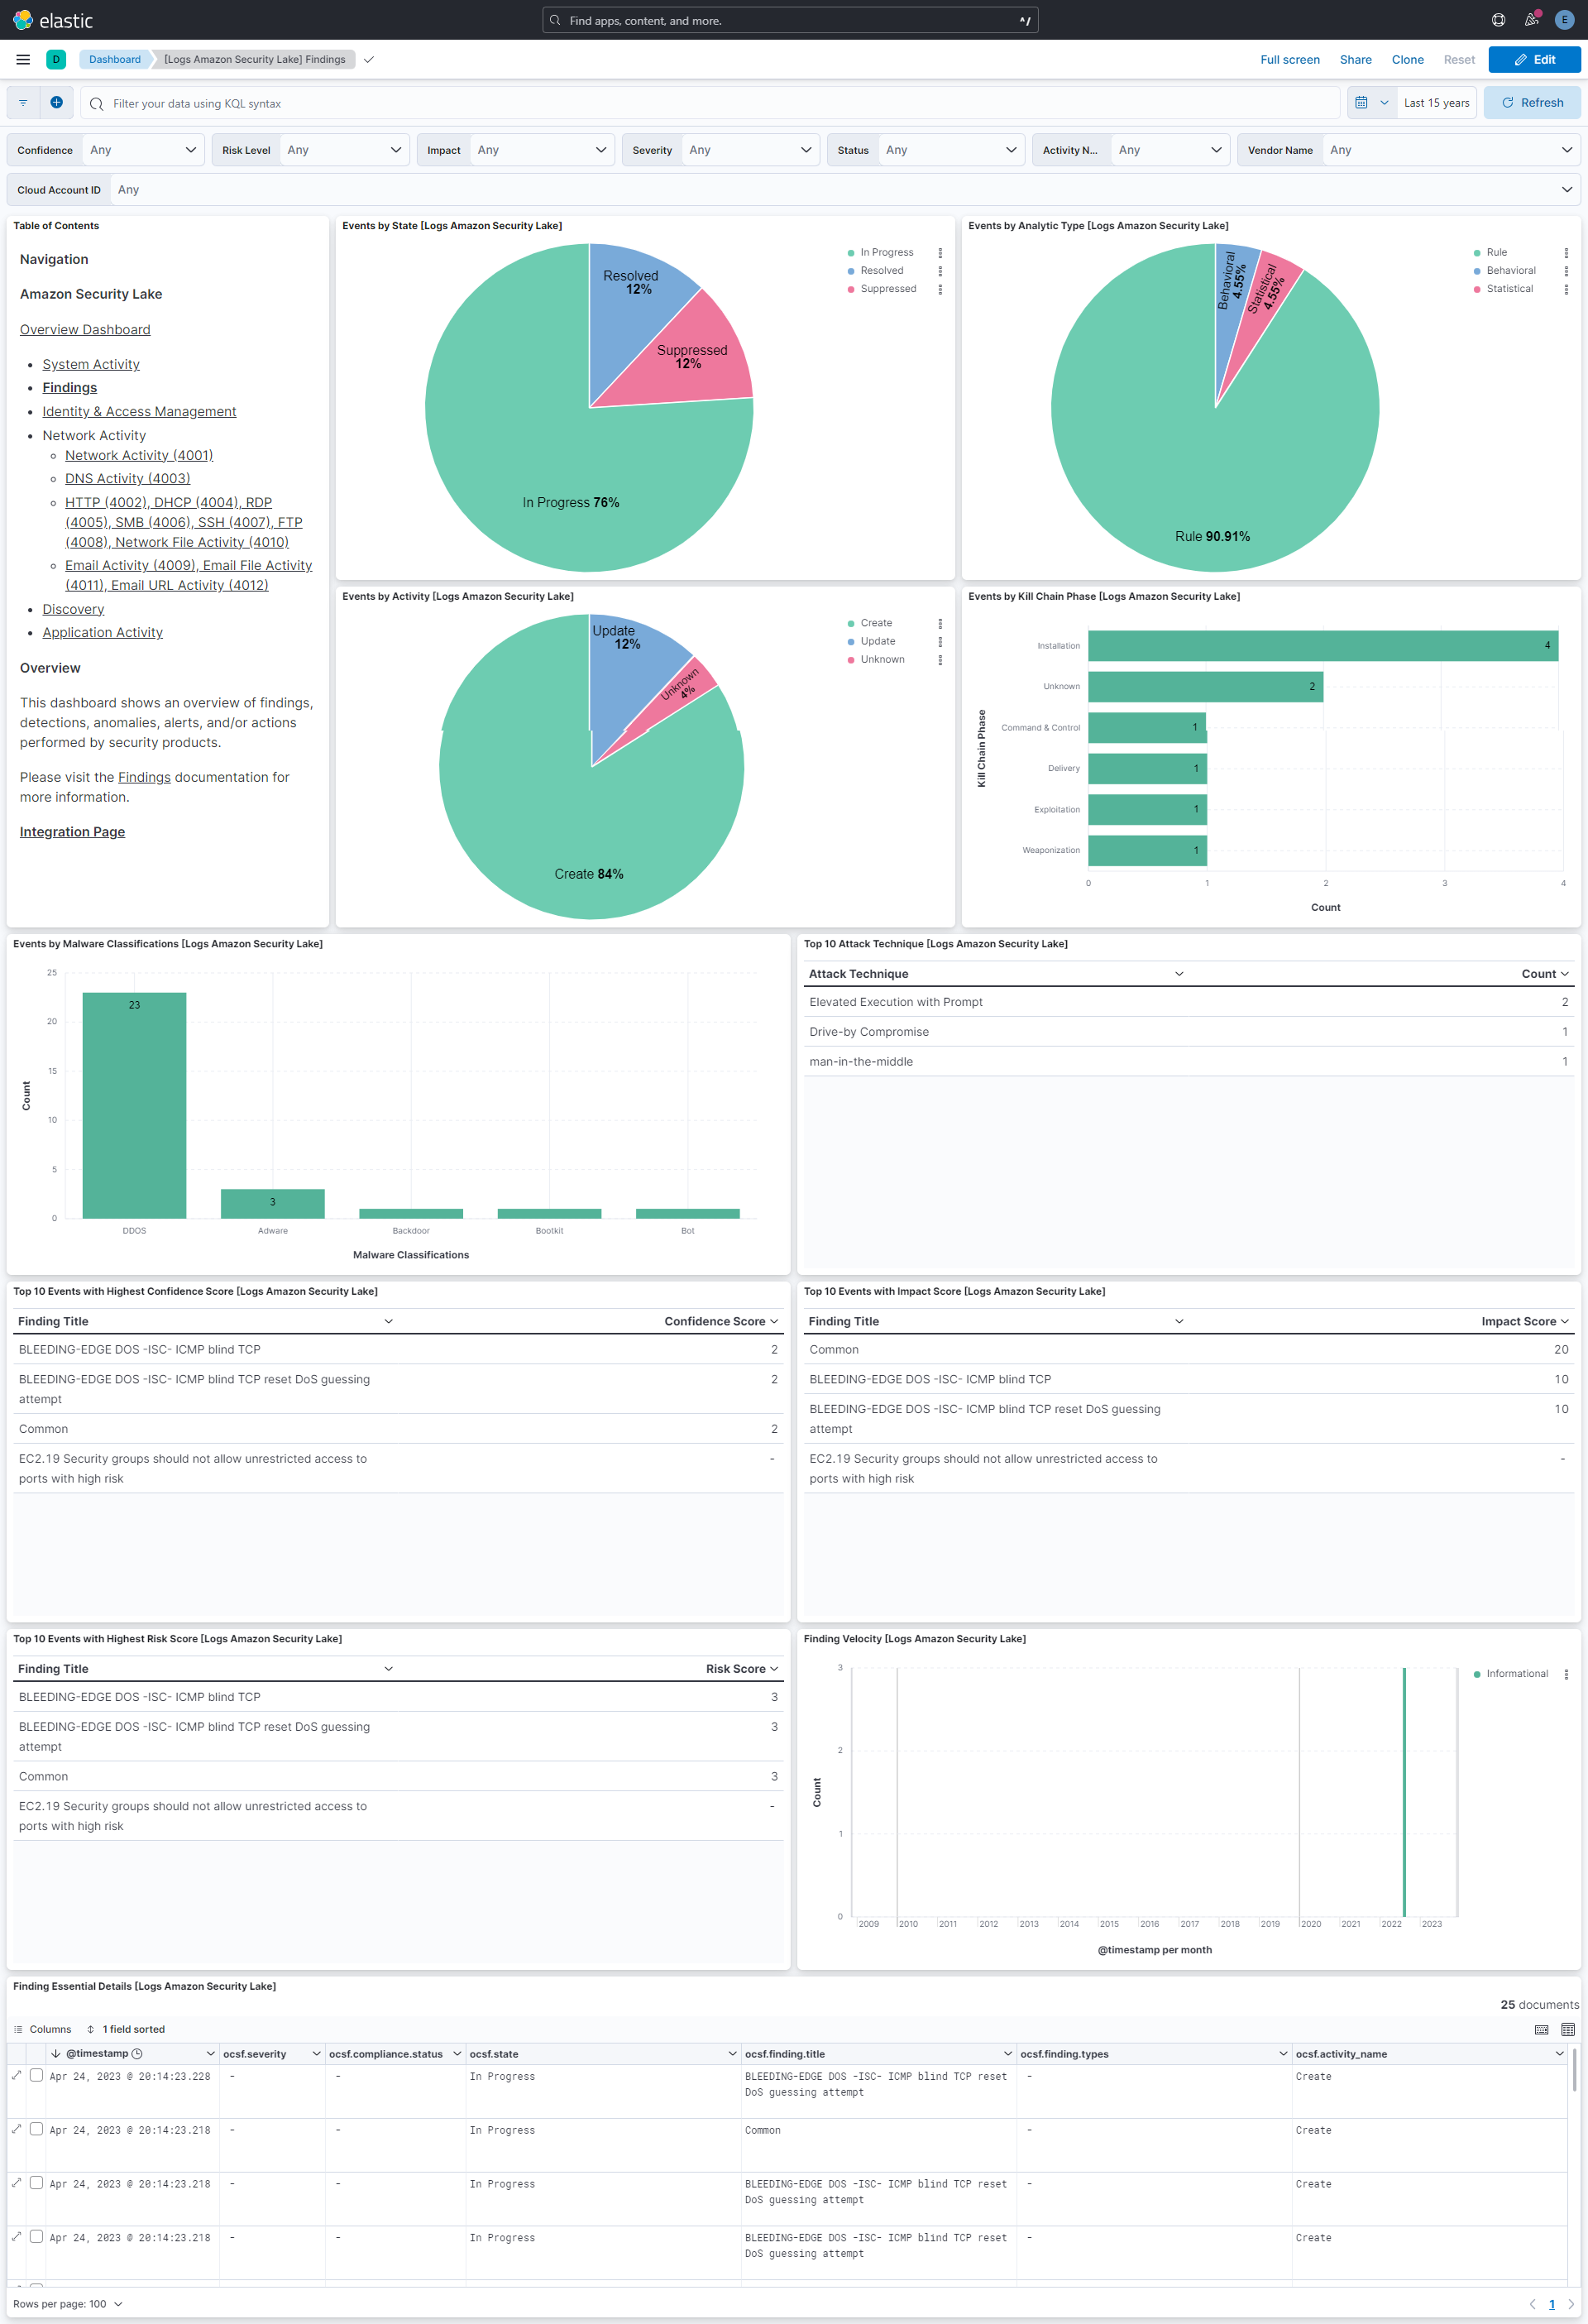 elastic
Find apps, content, and more.
^/
E
D
Dashboard
[Logs Amazon Security Lake] Findings
Full screen
Share
Clone
Reset
Edit
Filter your data using KQL syntax
Last 15 years
Refresh
Confidence Any
Risk Level Any
Impact Any
Severity Any
Status Any
Activity N... Any
Vendor Name Any
Cloud Account ID Any
Table of Contents
Navigation
Amazon Security Lake
Overview Dashboard
System Activity
Findings
Identity & Access Management
Network Activity
Network Activity (4001)
DNS Activity (4003)
HTTP (4002), DHCP (4004), RDP
(4005), SMB (4006), SSH (4007), FTP
(4008), Network File Activity (4010)
Email Activity (4009), Email File Activity
(4011), Email URL Activity (4012)
Discovery
Application Activity
Overview
This dashboard shows an overview of findings,
detections, anomalies, alerts, and/or actions
performed by security products.
Please visit the Findings documentation for
more information.
Integration Page
Events by State [Logs Amazon Security Lake]
Resolved
12%
Suppressed
12%
In Progress 76%
In Progress
Resolved
Suppressed
Events by Analytic Type [Logs Amazon Security Lake]
Behavioral
4.55%
Statistical
4.55%
Rule 90.91%
Rule
Behavioral
Statistical
Events by Activity [Logs Amazon Security Lake]
Update
12%
Unknown
4%
Create 84%
Create
Update
Unknown
Events by Kill Chain Phase [Logs Amazon Security Lake]
Kill Chain Phase
Installation 4
Unknown 2
Command & Control 1
Delivery 1
Exploitation 1
Weaponization 1
0 1 2 3 4
Count
Events by Malware Classifications [Logs Amazon Security Lake]
Count
25
20
15
10
5
0
23
3
DDOS Adware Backdoor Bootkit Bot
Malware Classifications
Top 10 Attack Technique [Logs Amazon Security Lake]
Attack Technique Count
Elevated Execution with Prompt 2
Drive-by Compromise 1
man-in-the-middle 1
Top 10 Events with Highest Confidence Score [Logs Amazon Security Lake]
Finding Title Confidence Score
BLEEDING-EDGE DOS -ISC- ICMP blind TCP 2
BLEEDING-EDGE DOS -ISC- ICMP blind TCP reset DoS guessing 2
attempt
Common 2
EC2.19 Security groups should not allow unrestricted access to -
ports with high risk
Top 10 Events with Impact Score [Logs Amazon Security Lake]
Finding Title Impact Score
Common 20
BLEEDING-EDGE DOS -ISC- ICMP blind TCP 10
BLEEDING-EDGE DOS -ISC- ICMP blind TCP reset DoS guessing 10
attempt
EC2.19 Security groups should not allow unrestricted access to -
ports with high risk
Top 10 Events with Highest Risk Score [Logs Amazon Security Lake]
Finding Title Risk Score
BLEEDING-EDGE DOS -ISC- ICMP blind TCP 3
BLEEDING-EDGE DOS -ISC- ICMP blind TCP reset DoS guessing 3
attempt
Common 3
EC2.19 Security groups should not allow unrestricted access to -
ports with high risk
Finding Velocity [Logs Amazon Security Lake]
Count
3
2
1
0
2009 2010 2011 2012 2013 2014 2015 2016 2017 2018 2019 2020 2021 2022 2023
@timestamp per month
Informational
Finding Essential Details [Logs Amazon Security Lake]
25 documents
Columns 1 field sorted
@timestamp ocsf.severity ocsf.compliance.status ocsf.state ocsf.finding.title ocsf.finding.types ocsf.activity_name
Apr 24, 2023 @ 20:14:23.228 - - In Progress BLEEDING-EDGE DOS -ISC- ICMP blind TCP reset - Create
DoS guessing attempt
Apr 24, 2023 @ 20:14:23.218 - - In Progress Common - Create
Apr 24, 2023 @ 20:14:23.218 - - In Progress BLEEDING-EDGE DOS -ISC- ICMP blind TCP reset - Create
DoS guessing attempt
Apr 24, 2023 @ 20:14:23.218 - - In Progress BLEEDING-EDGE DOS -ISC- ICMP blind TCP reset - Create
DoS guessing attempt
Rows per page: 100
1